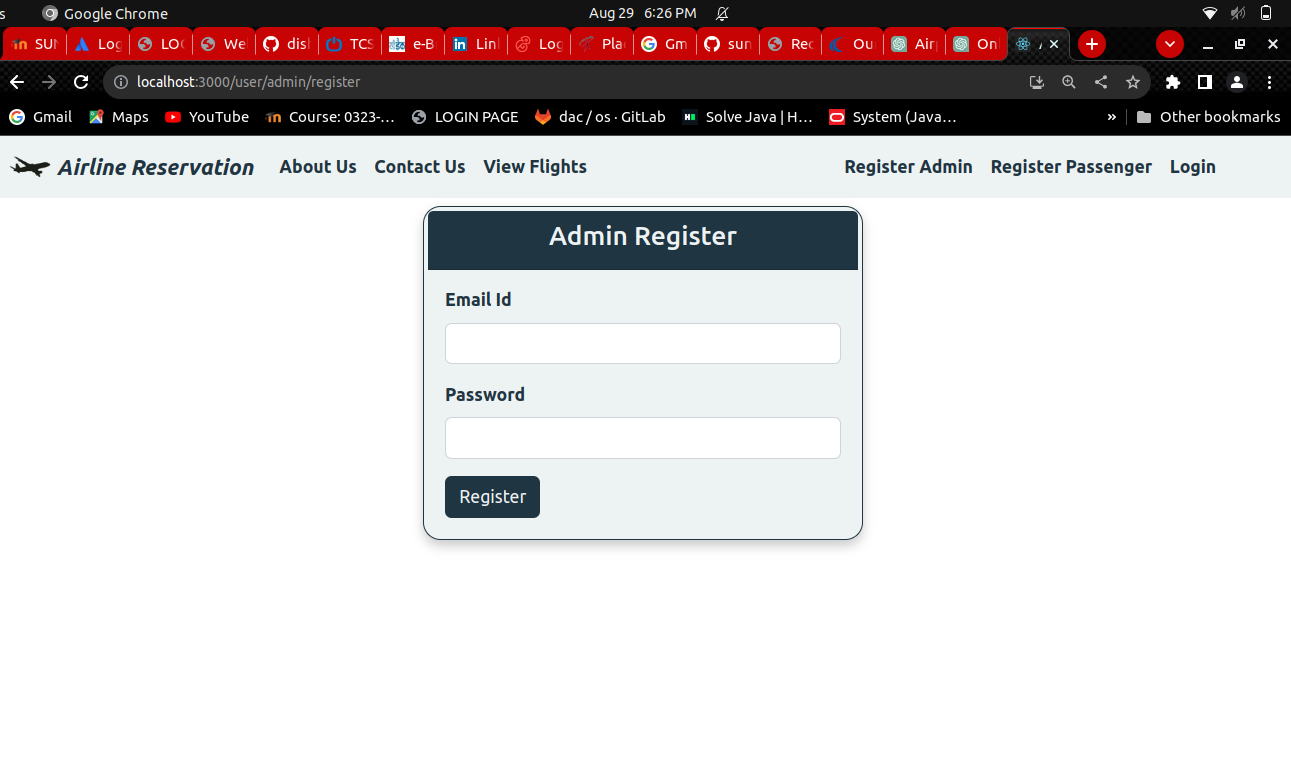 s Google Chrome Aug 29 6:26 PM
SUN Log LOG We dis TCS e-B Lin Log Pla Gm sun Rec Ou Air On
localhost:3000/user/admin/register
Gmail Maps YouTube Course: 0323-... LOGIN PAGE dac / os · GitLab Solve Java | H... System (Java... » Other bookmarks
Airline Reservation About Us Contact Us View Flights Register Admin Register Passenger Login
Admin Register
Email Id
Password
Register